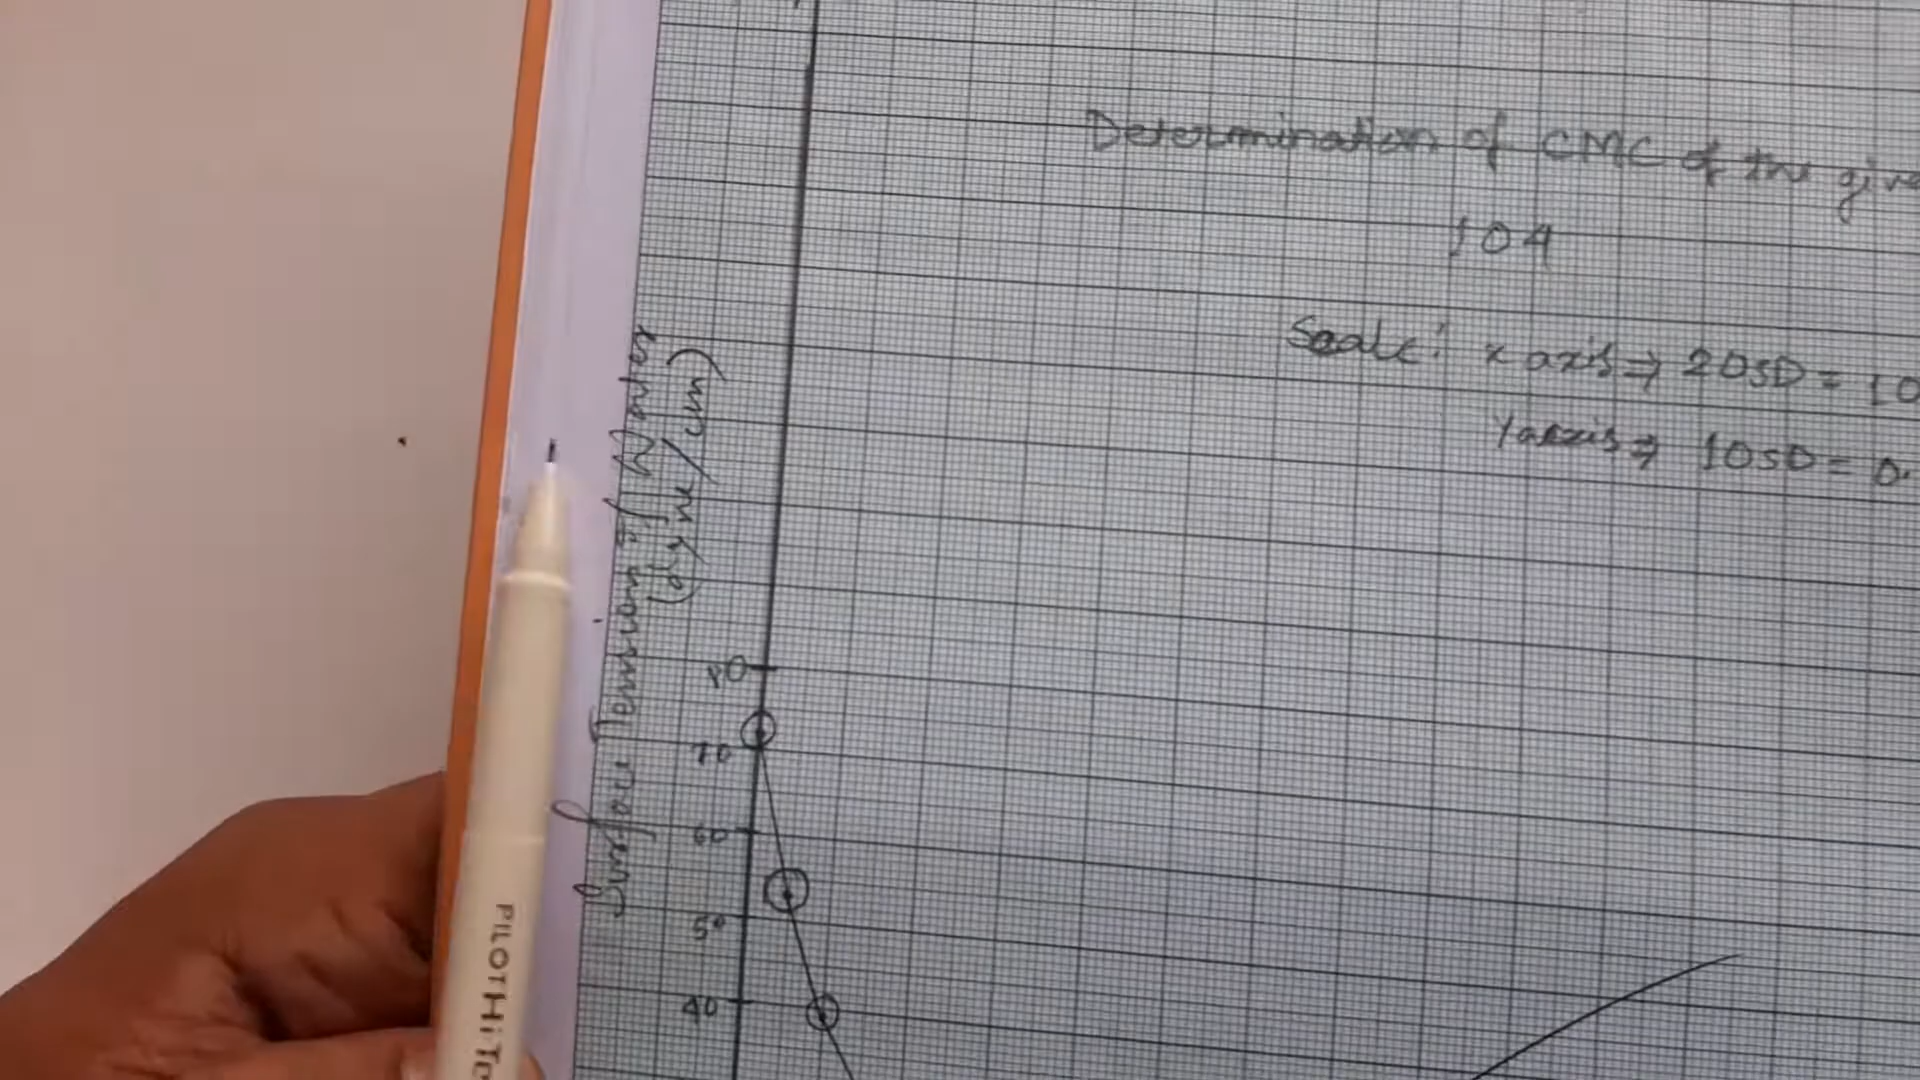 Determination of CMC of the give
104
Scale: x axis ⇒ 20SD = 10
Yaxis ⇒ 10SD = 0.
Surface Tension of Water
(dyne/cm)
80
70
60
50
40
PILOT Hi Te